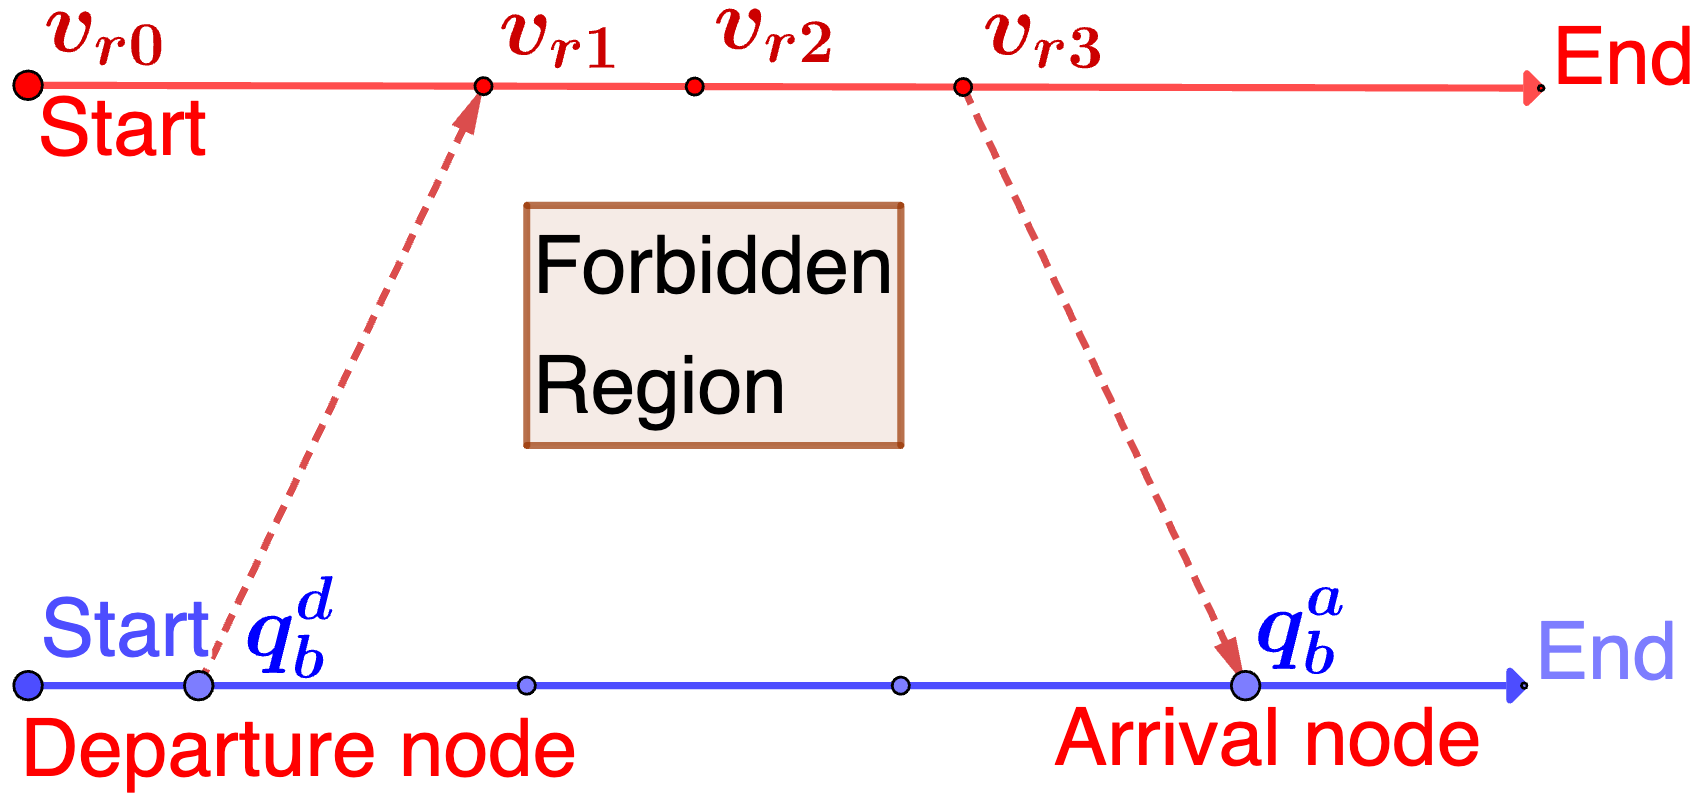 v_{r0} v_{r1} v_{r2} v_{r3} End
Start
Forbidden
Region
Start q_b^d q_b^a End
Departure node Arrival node